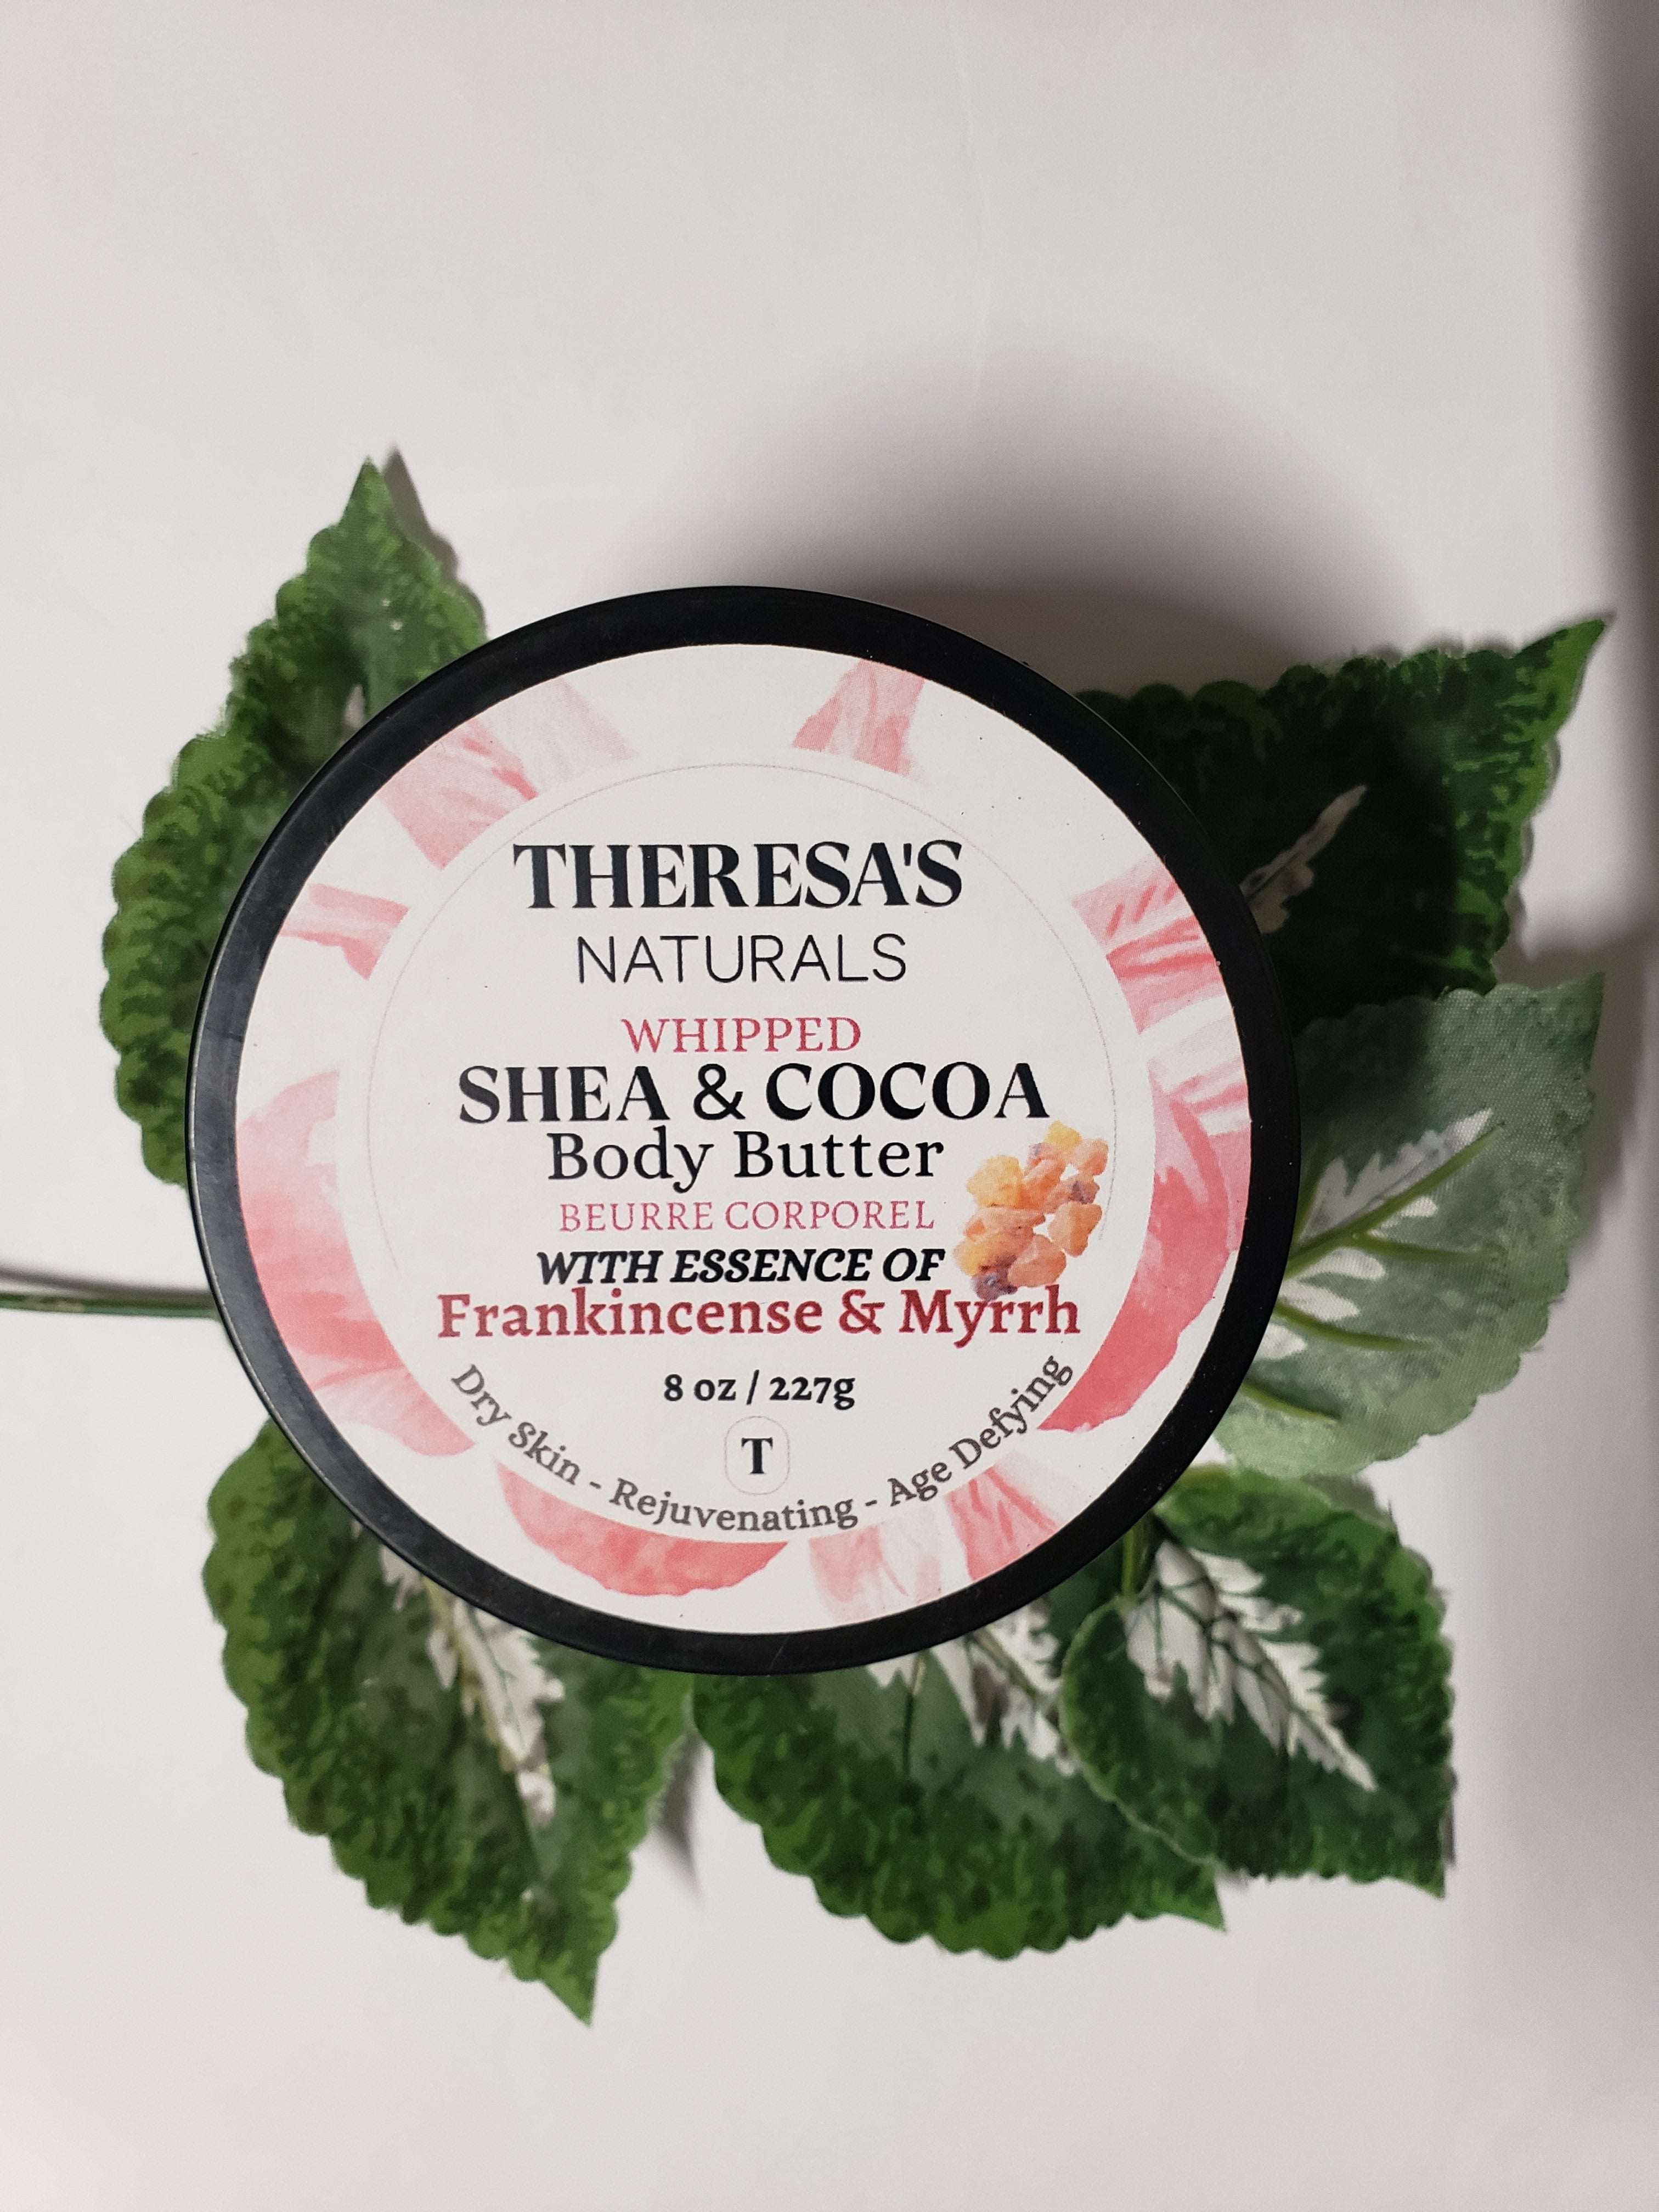 THERESA'S
NATURALS
WHIPPED
SHEA & COCOA
Body Butter
BEURRE CORPOREL
WITH ESSENCE OF
Frankincense & Myrrh
8 oz / 227g
T
Dry Skin - Rejuvenating - Age Defying